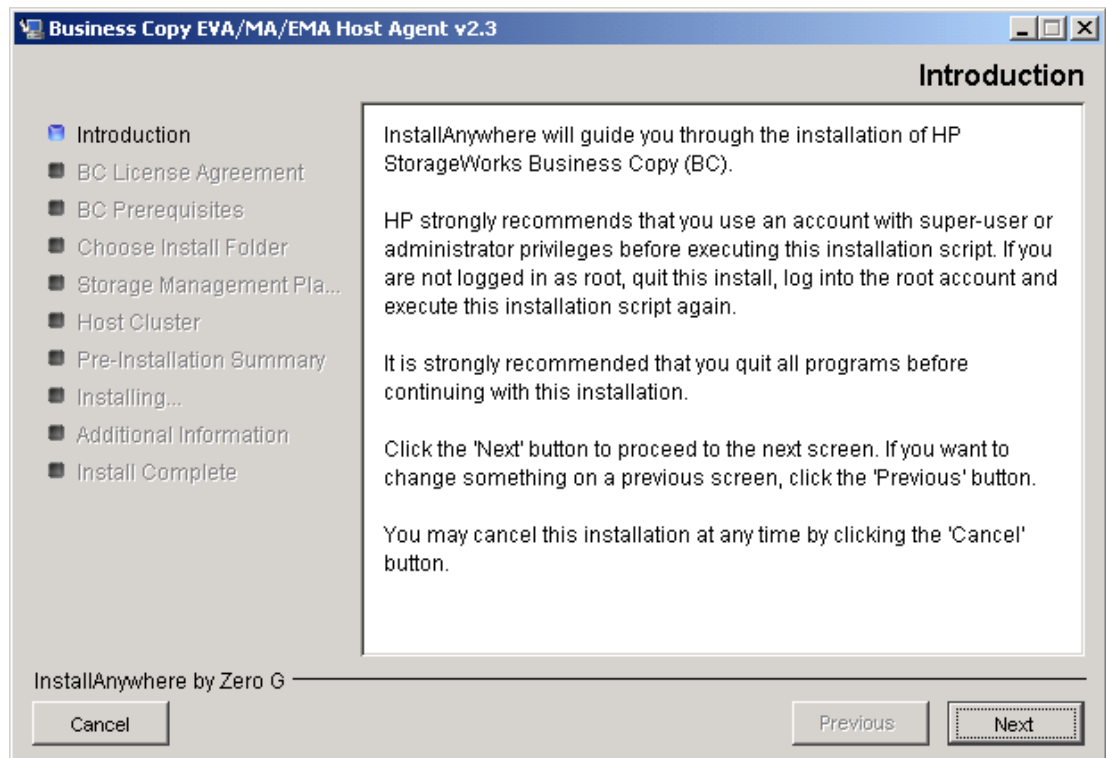 Business Copy EVA/MA/EMA Host Agent v2.3
Introduction
Introduction
BC License Agreement
BC Prerequisites
Choose Install Folder
Storage Management Pla...
Host Cluster
Pre-Installation Summary
Installing...
Additional Information
Install Complete
InstallAnywhere will guide you through the installation of HP
StorageWorks Business Copy (BC).
HP strongly recommends that you use an account with super-user or
administrator privileges before executing this installation script. If you
are not logged in as root, quit this install, log into the root account and
execute this installation script again.
It is strongly recommended that you quit all programs before
continuing with this installation.
Click the 'Next' button to proceed to the next screen. If you want to
change something on a previous screen, click the 'Previous' button.
You may cancel this installation at any time by clicking the 'Cancel'
button.
InstallAnywhere by Zero G
Cancel
Previous
Next